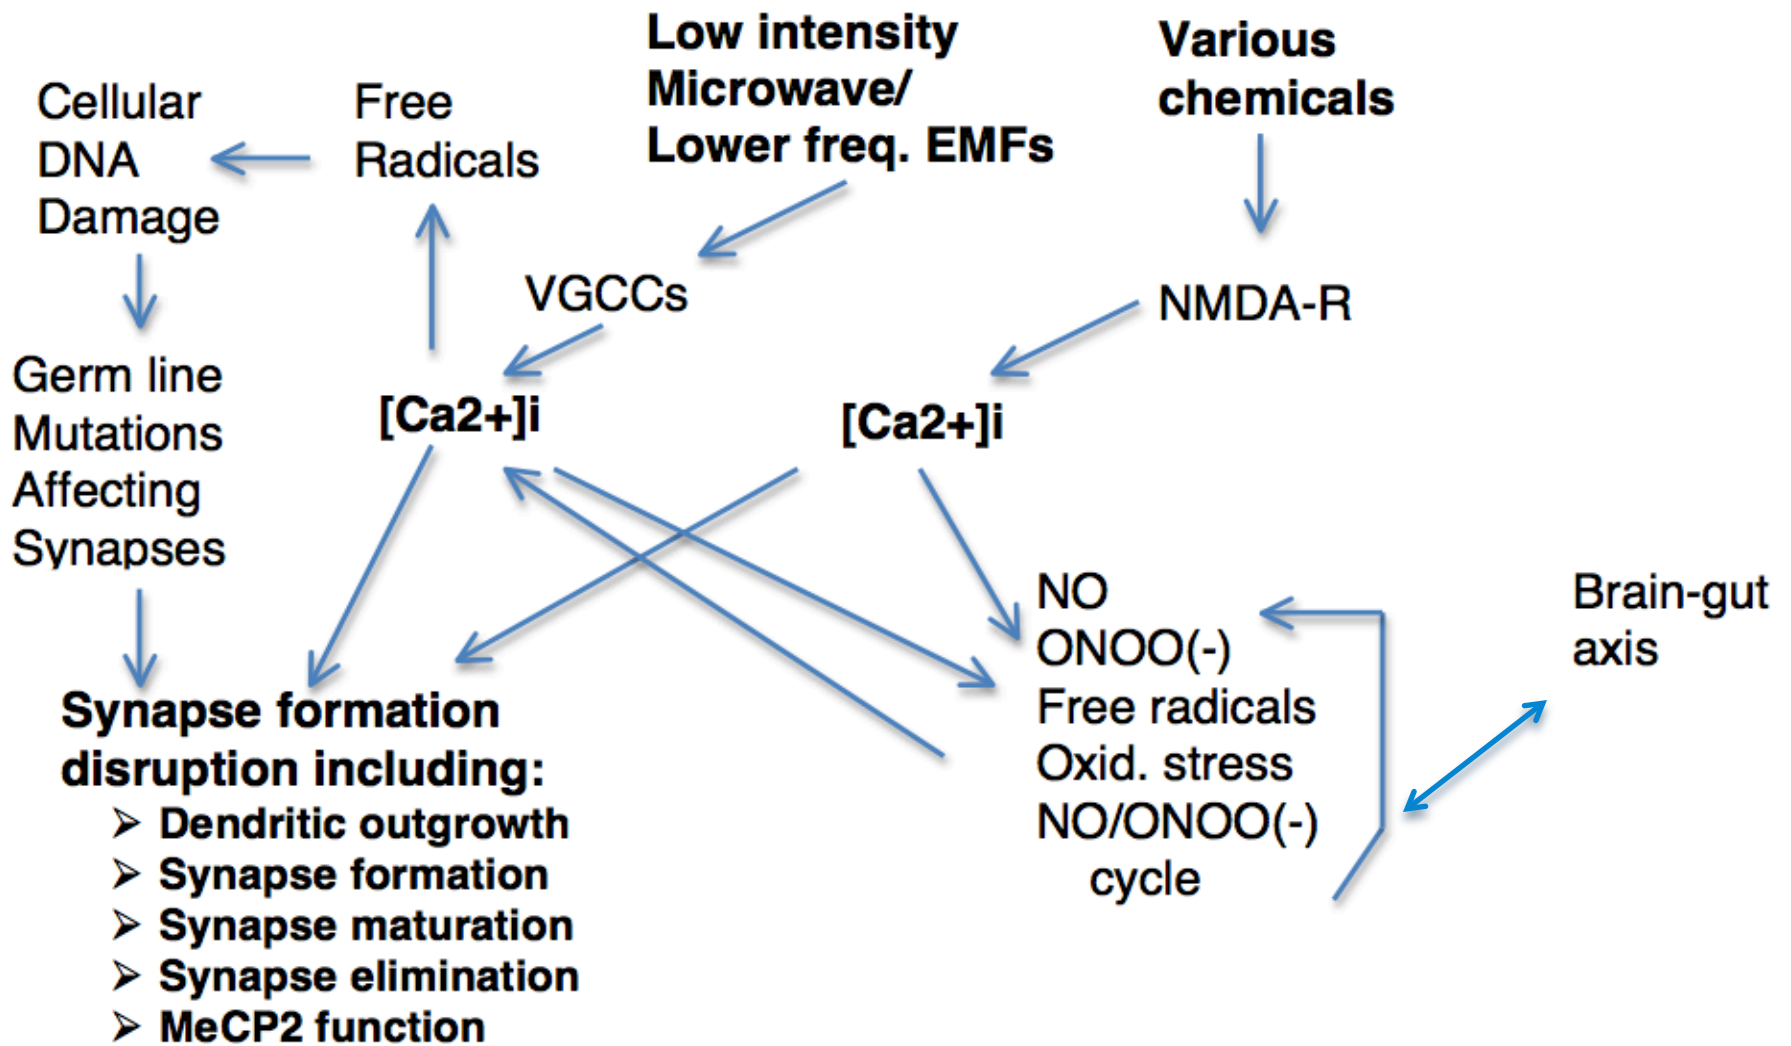 Low intensity
Microwave/
Lower freq. EMFs
Various
chemicals
Cellular
DNA
Damage
Free
Radicals
VGCCs
NMDA-R
Germ line
Mutations
Affecting
Synapses
[Ca2+]i
[Ca2+]i
NO
ONOO(-)
Free radicals
Oxid. stress
NO/ONOO(-)
cycle
Brain-gut
axis
Synapse formation
disruption including:
➢ Dendritic outgrowth
➢ Synapse formation
➢ Synapse maturation
➢ Synapse elimination
➢ MeCP2 function